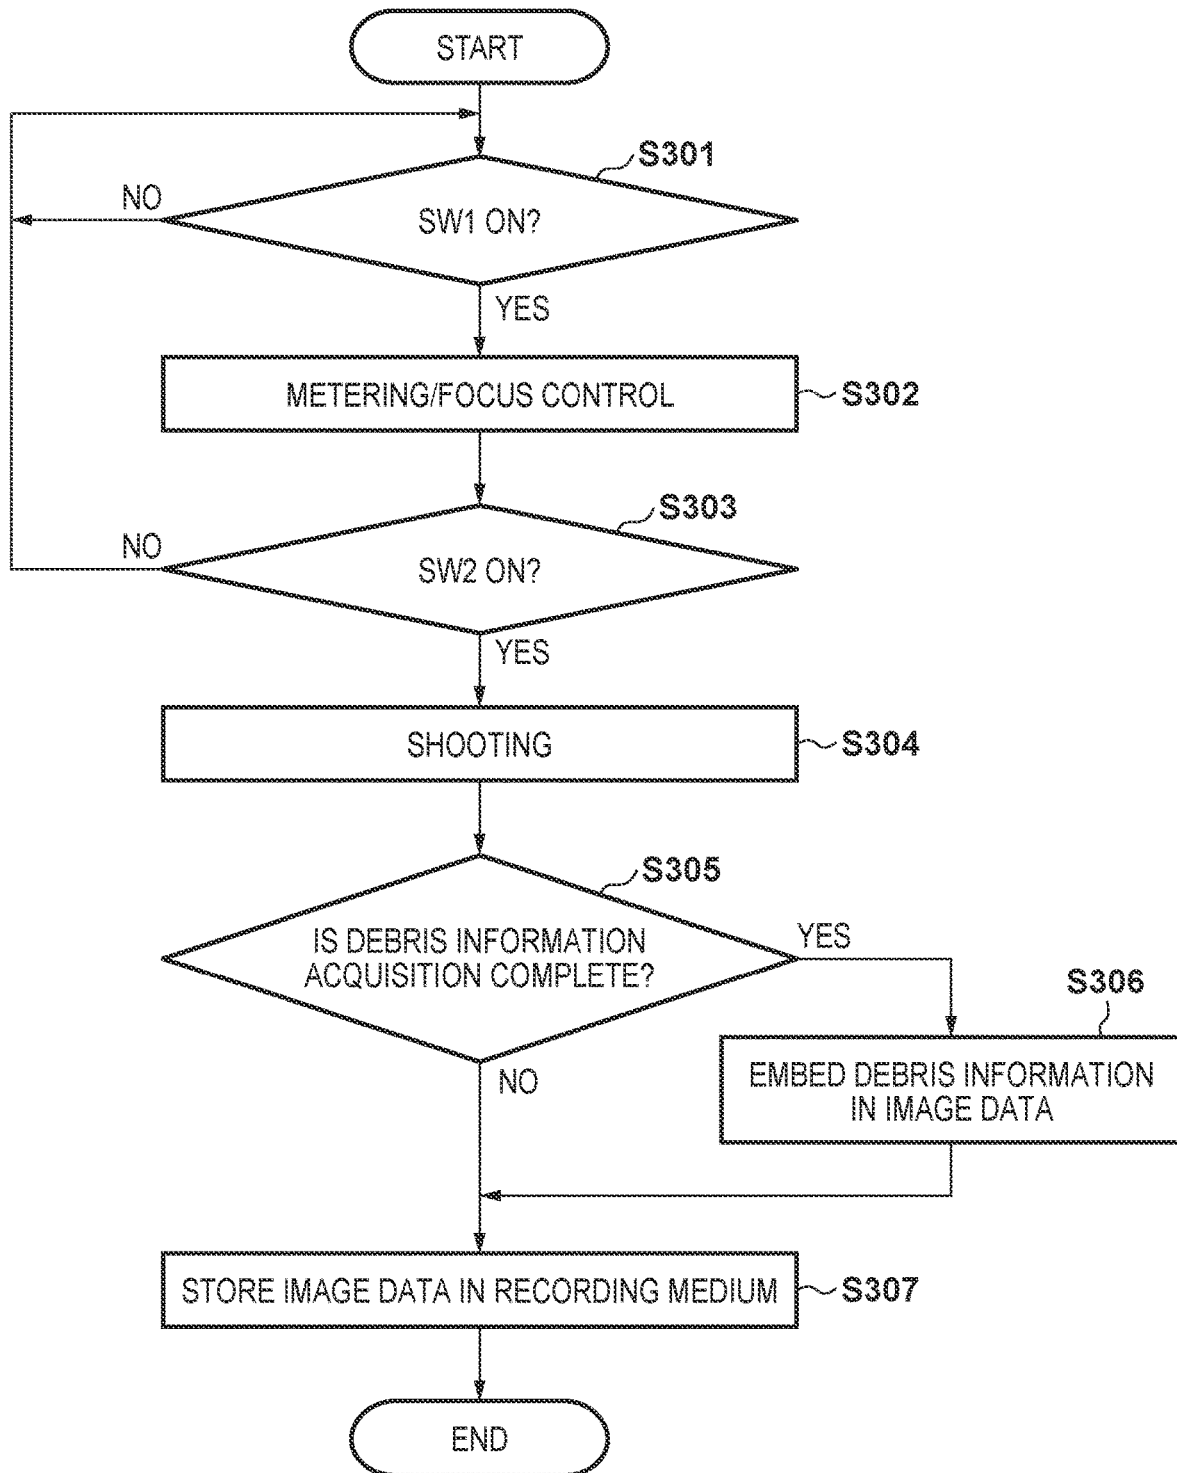 START
S301
NO
SW1 ON?
YES
METERING/FOCUS CONTROL
S302
S303
NO
SW2 ON?
YES
SHOOTING
S304
S305
IS DEBRIS INFORMATION
ACQUISITION COMPLETE?
YES
S306
NO
EMBED DEBRIS INFORMATION
IN IMAGE DATA
STORE IMAGE DATA IN RECORDING MEDIUM
S307
END